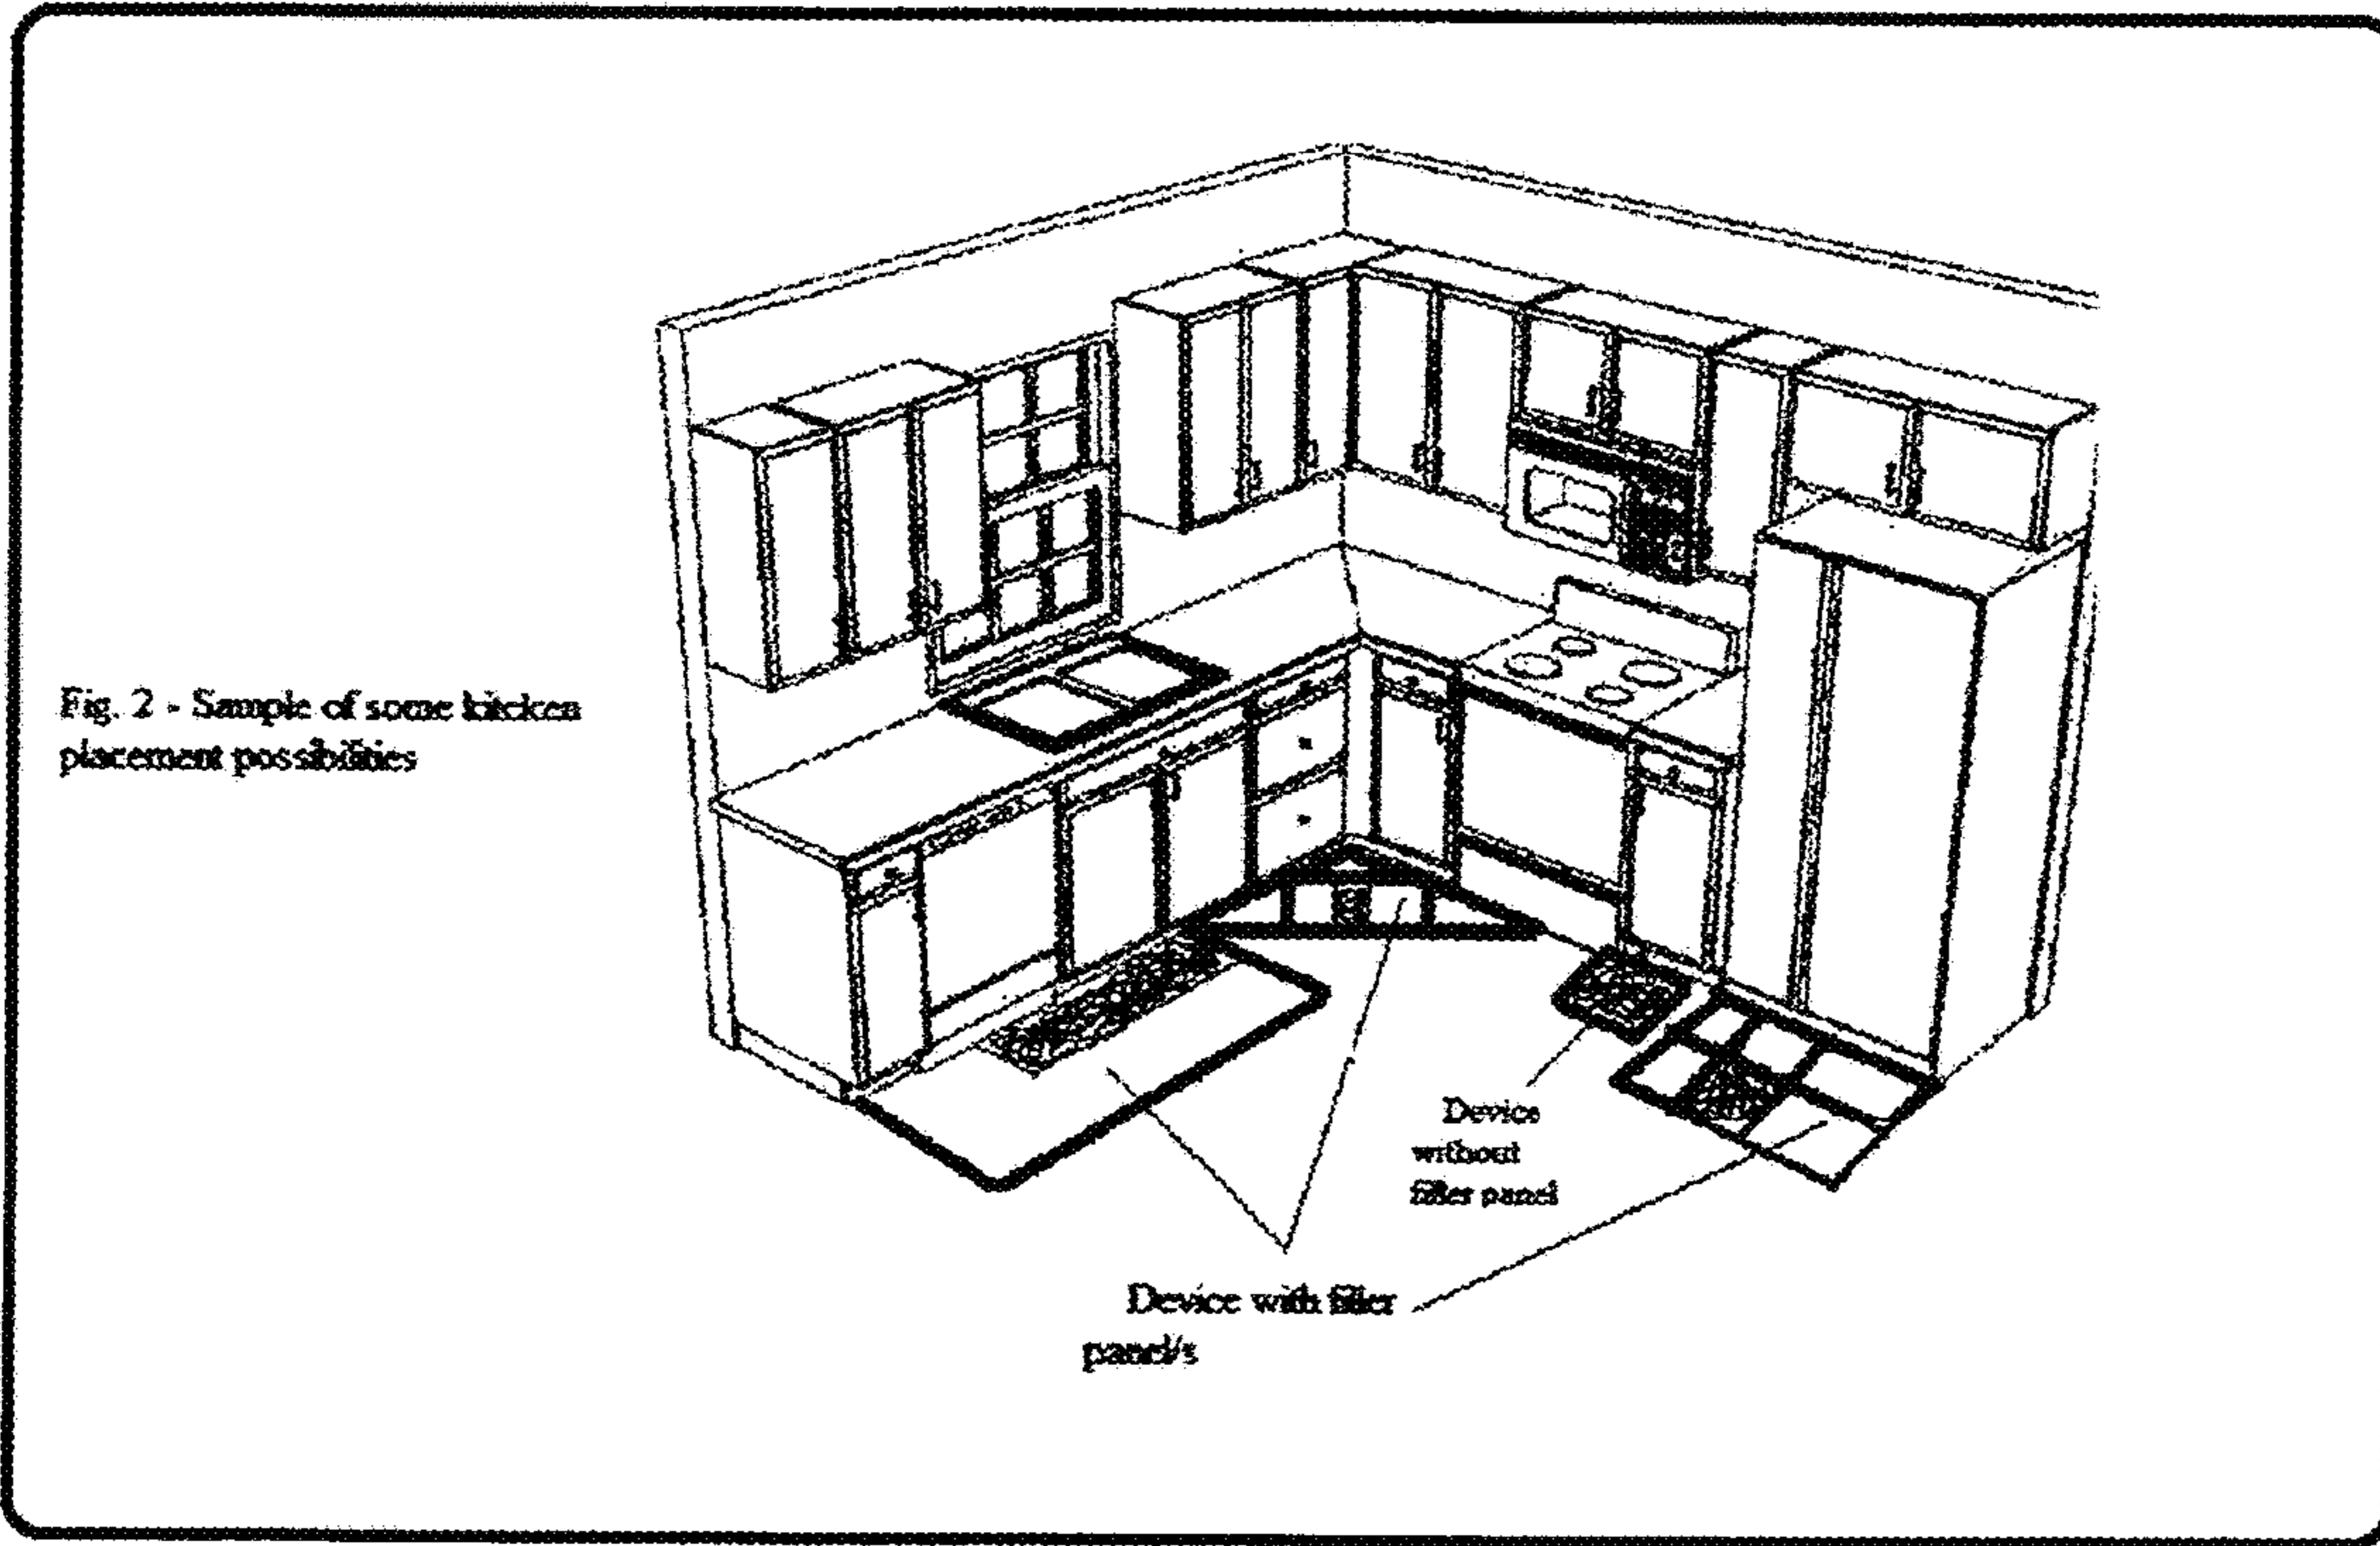 Fig. 2 - Sample of some kitchen
placement possibilities
Device
without
filler panel
Device with filler
panel/s